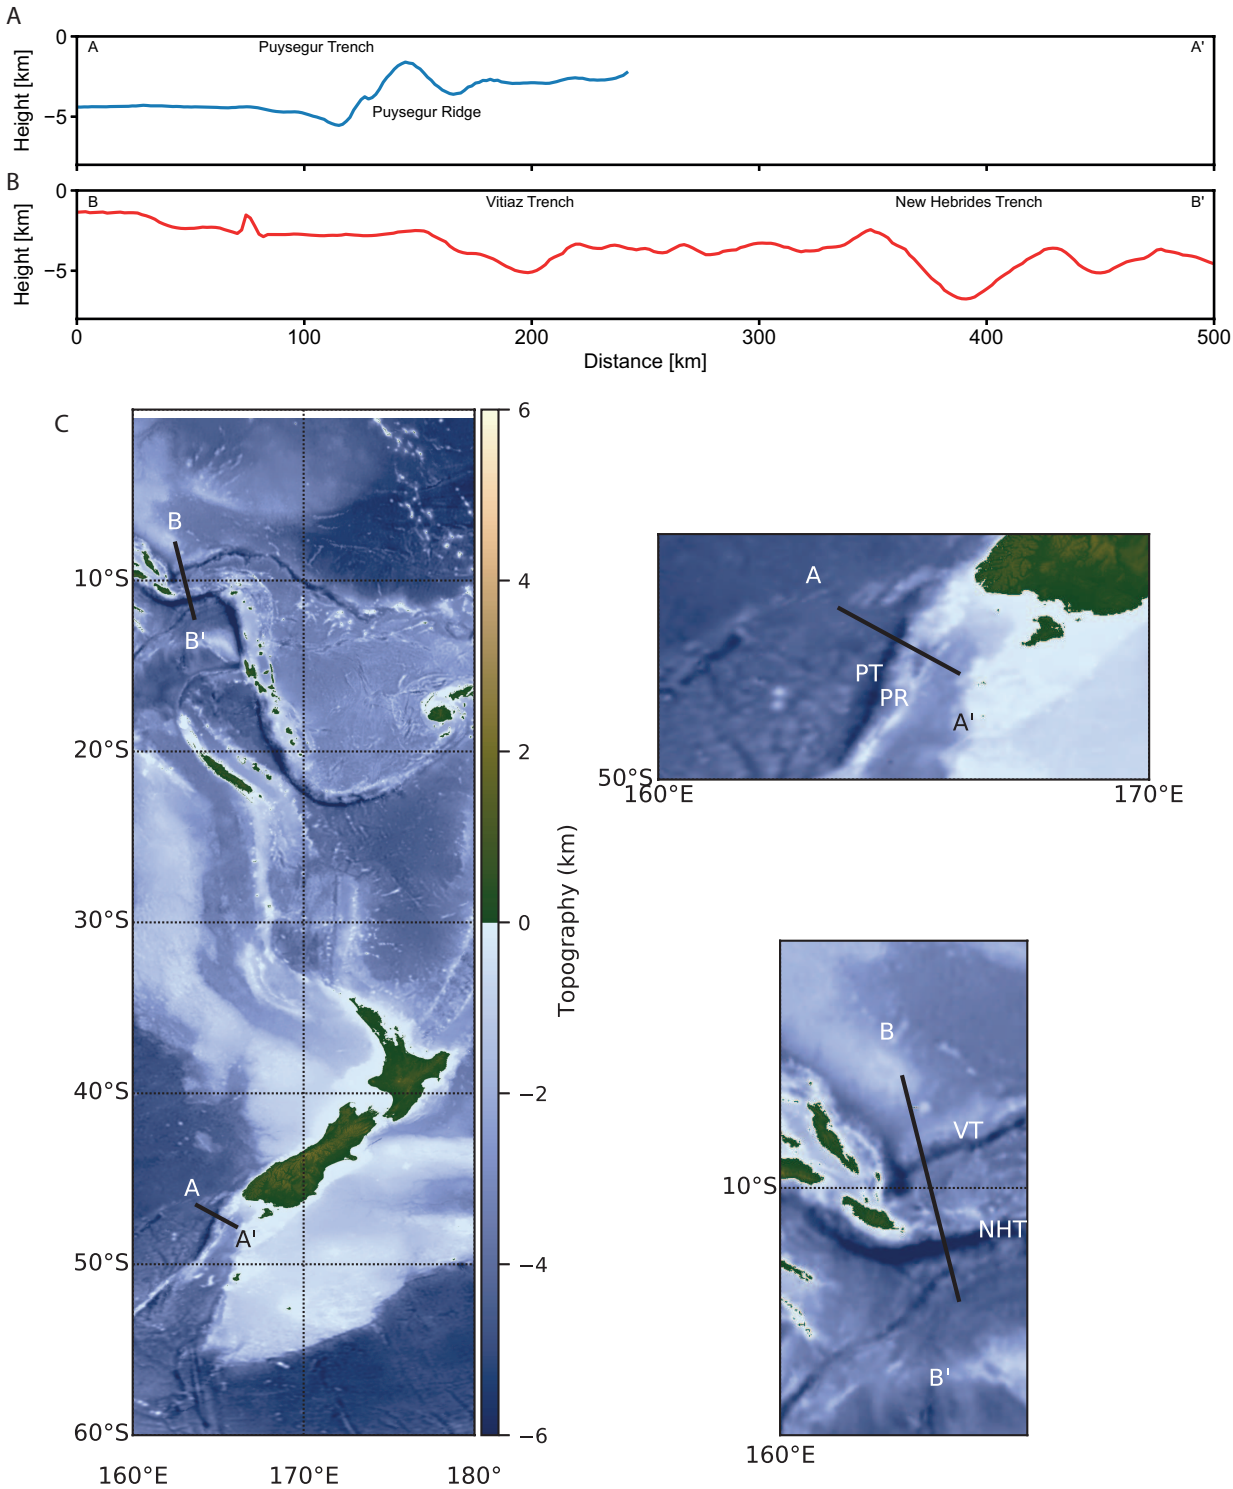 A
0
−5
Height [km]
A
Puysegur Trench
Puysegur Ridge
A'
B
0
−5
Height [km]
B
Vitiaz Trench
New Hebrides Trench
B'
0
100
200
300
400
500
Distance [km]
C
B
B'
A
A'
10°S
20°S
30°S
40°S
50°S
60°S
160°E
170°E
180°
6
4
2
0
−2
−4
−6
Topography (km)
A
PT
PR
A'
50°S
160°E
170°E
B
VT
10°S
NHT
B'
160°E